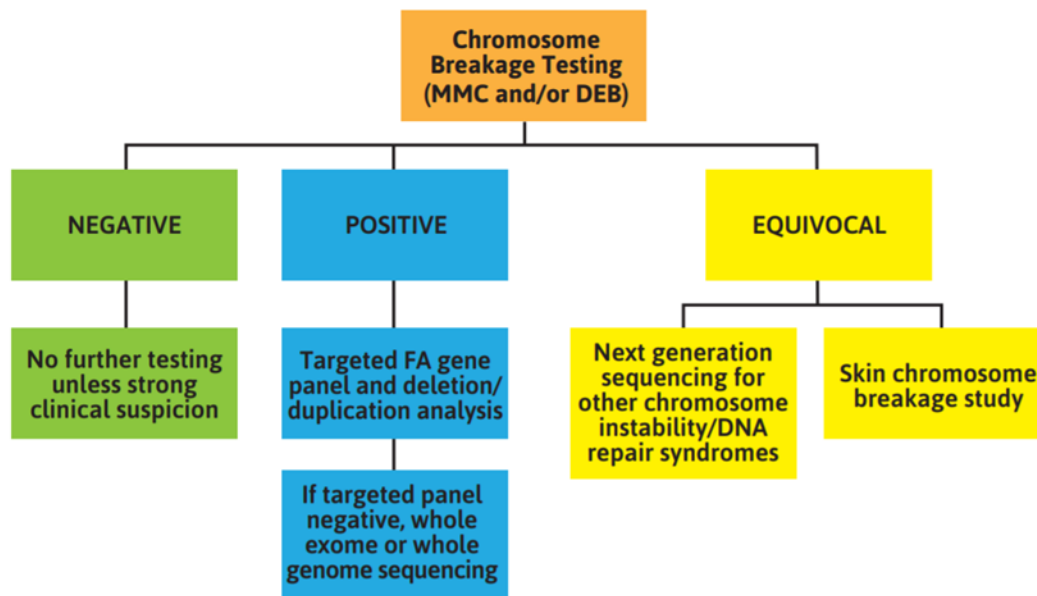 Chromosome
Breakage Testing
(MMC and/or DEB)
NEGATIVE
POSITIVE
EQUIVOCAL
No further testing
unless strong
clinical suspicion
Targeted FA gene
panel and deletion/
duplication analysis
If targeted panel
negative, whole
exome or whole
genome sequencing
Next generation
sequencing for
other chromosome
instability/DNA
repair syndromes
Skin chromosome
breakage study